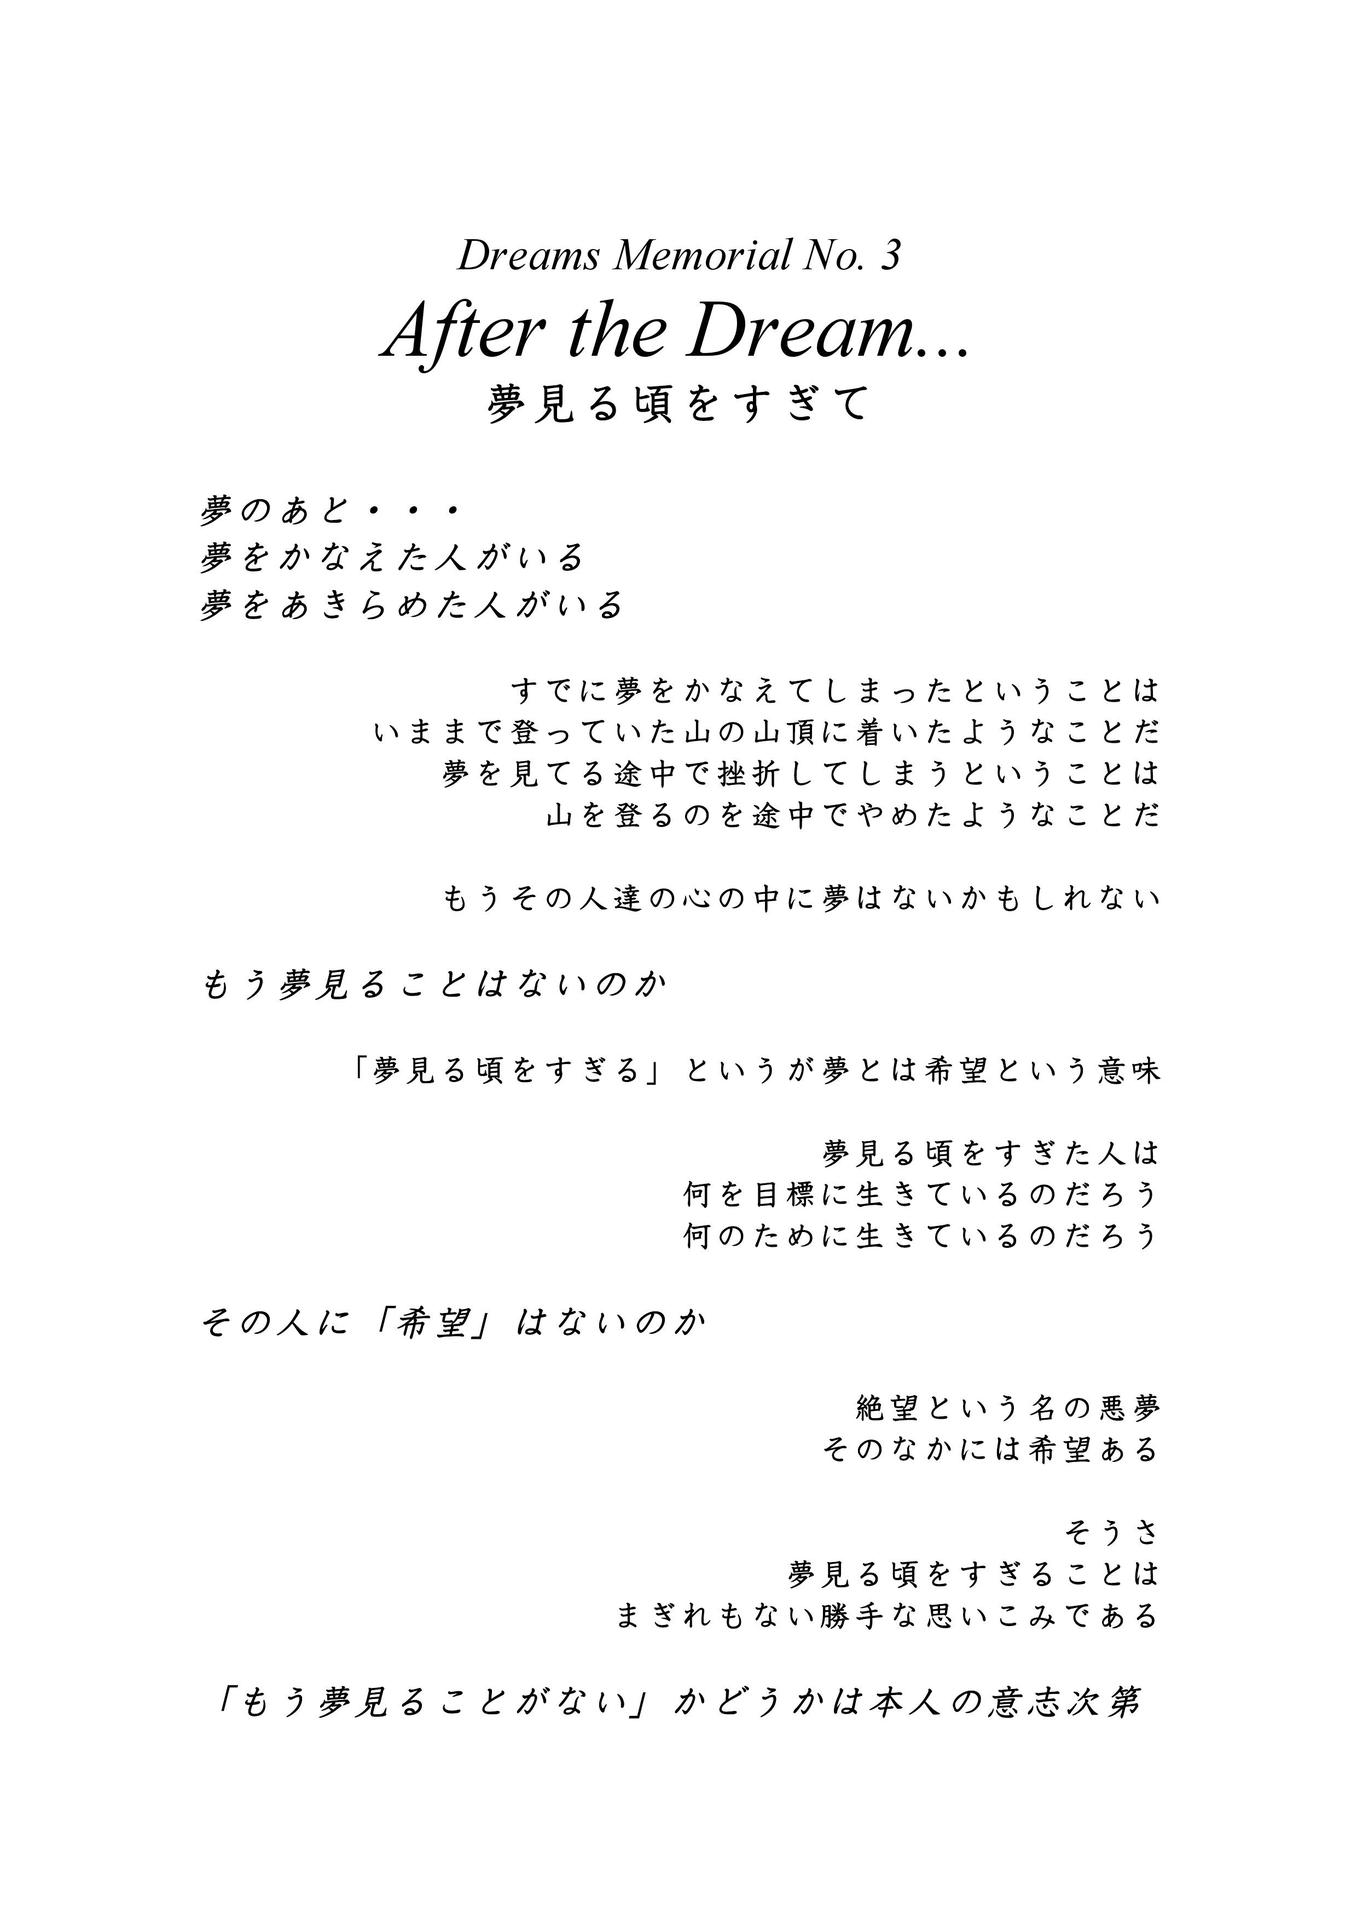 Dreams Memorial No. 3
After the Dream...
夢見る頃をすぎて
夢のあと・・・
夢をかなえた人がいる
夢をあきらめた人がいる
すでに夢をかなえてしまったということは
いままで登っていた山の山頂に着いたようなことだ
夢を見てる途中で挫折してしまうということは
山を登るのを途中でやめたようなことだ
もうその人達の心の中に夢はないかもしれない
もう夢見ることはないのか
「夢見る頃をすぎる」というが夢とは希望という意味
夢見る頃をすぎた人は
何を目標に生きているのだろう
何のために生きているのだろう
その人に「希望」はないのか
絶望という名の悪夢
そのなかには希望ある
そうさ
夢見る頃をすぎることは
まぎれもない勝手な思いこみである
「もう夢見ることがない」かどうかは本人の意志次第